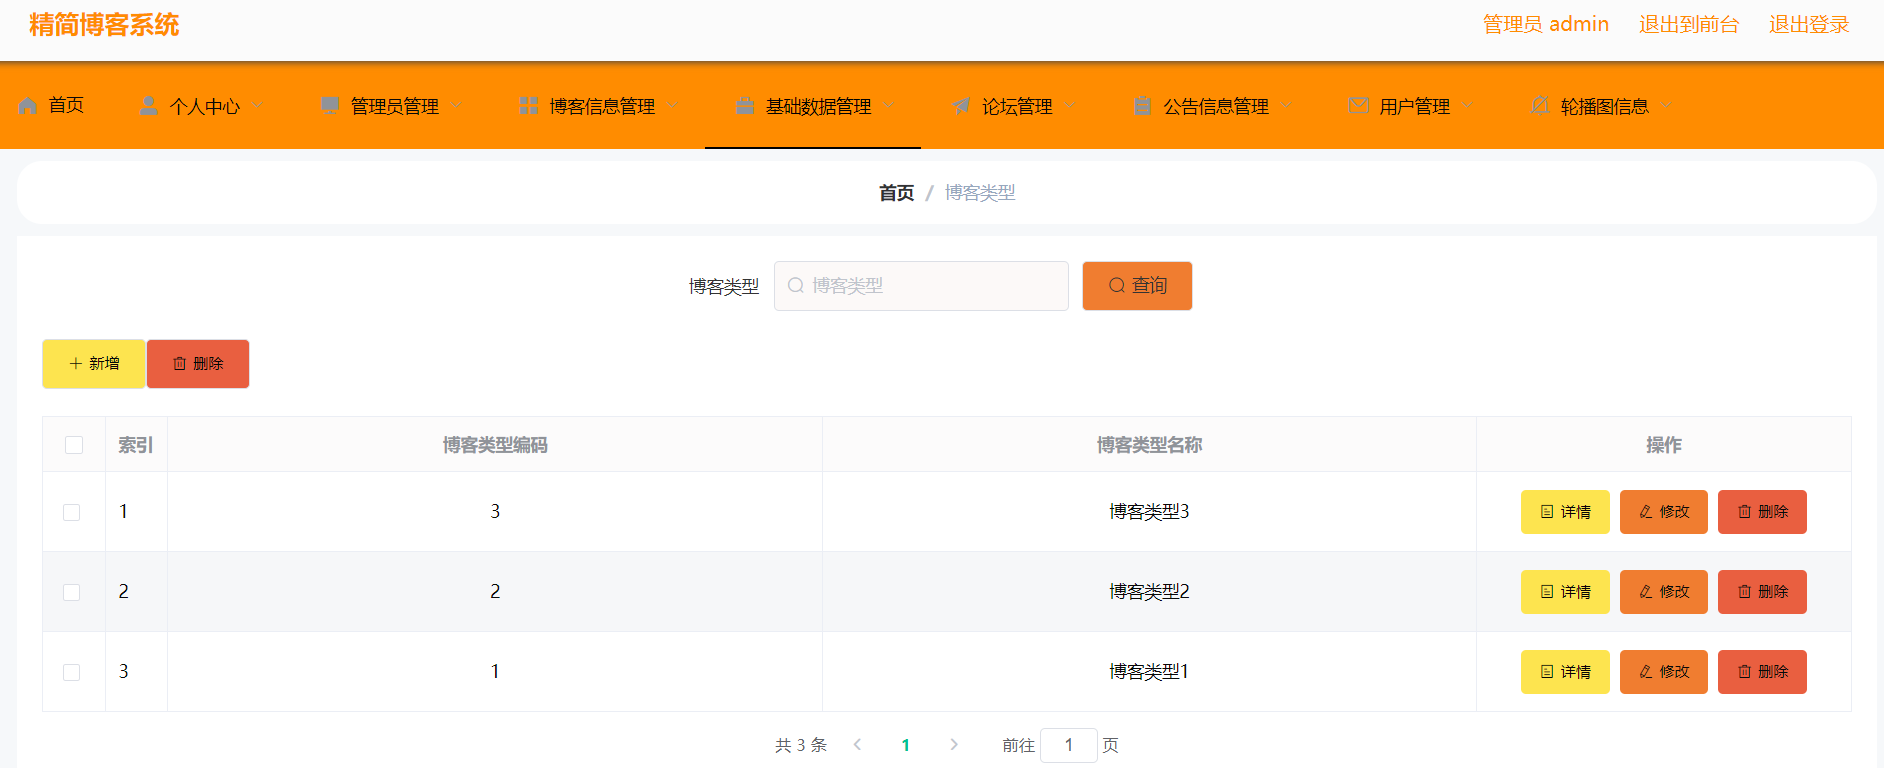 精简博客系统 管理员 admin 退出到前台 退出登录
首页 个人中心 管理员管理 博客信息管理 基础数据管理 论坛管理 公告信息管理 用户管理 轮播图信息
首页 / 博客类型
博客类型 博客类型 查询
新增 删除
索引 博客类型编码 博客类型名称 操作
1 3 博客类型3 详情 修改 删除
2 2 博客类型2 详情 修改 删除
3 1 博客类型1 详情 修改 删除
共 3 条 1 前往 1 页